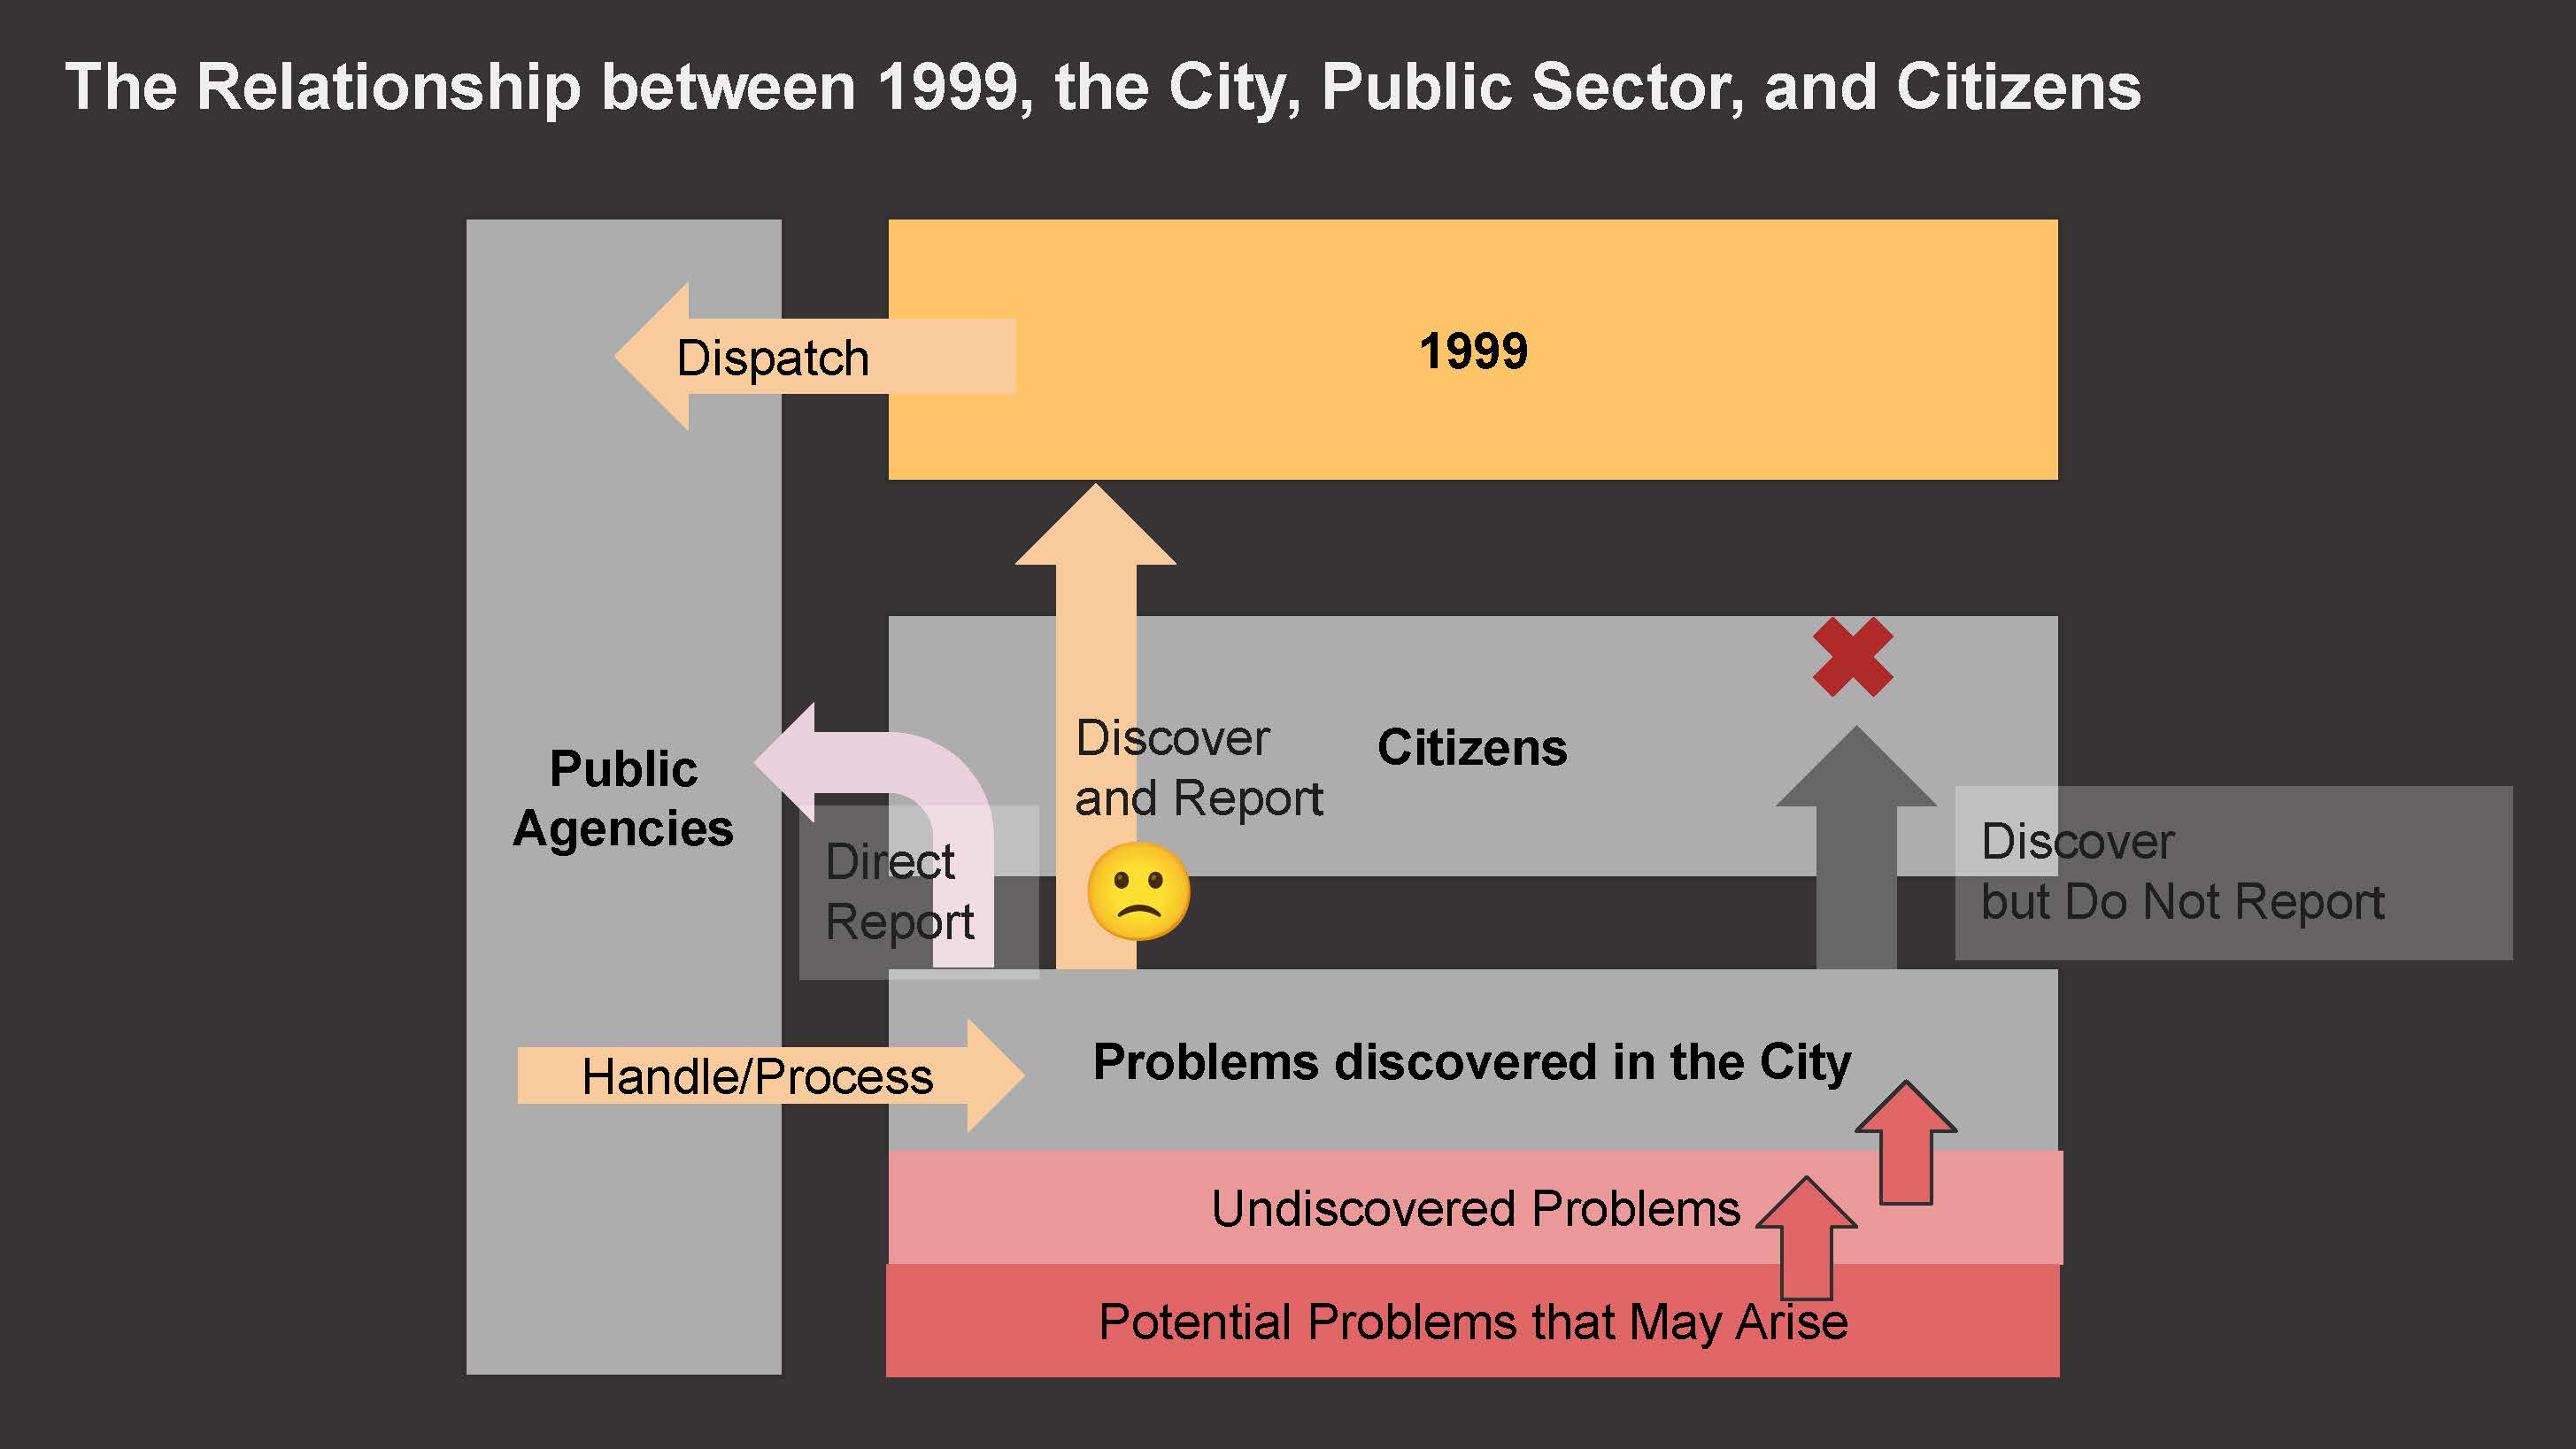 The Relationship between 1999, the City, Public Sector, and Citizens
Dispatch
1999
Public
Agencies
Discover
and Report
Citizens
Direct
Report
Discover
but Do Not Report
Handle/Process
Problems discovered in the City
Undiscovered Problems
Potential Problems that May Arise